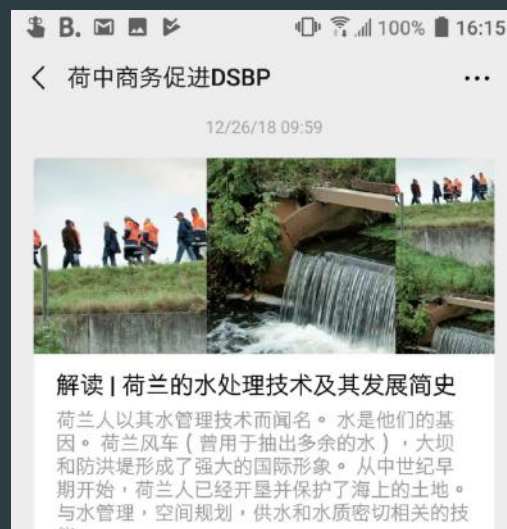 B.
100% 16:15
荷中商务促进DSBP
12/26/18 09:59
解读 | 荷兰的水处理技术及其发展简史
荷兰人以其水管理技术而闻名。 水是他们的基
因。 荷兰风车（曾用于抽出多余的水），大坝
和防洪堤形成了强大的国际形象。 从中世纪早
期开始，荷兰人已经开垦并保护了海上的土地。
与水管理，空间规划，供水和水质密切相关的技